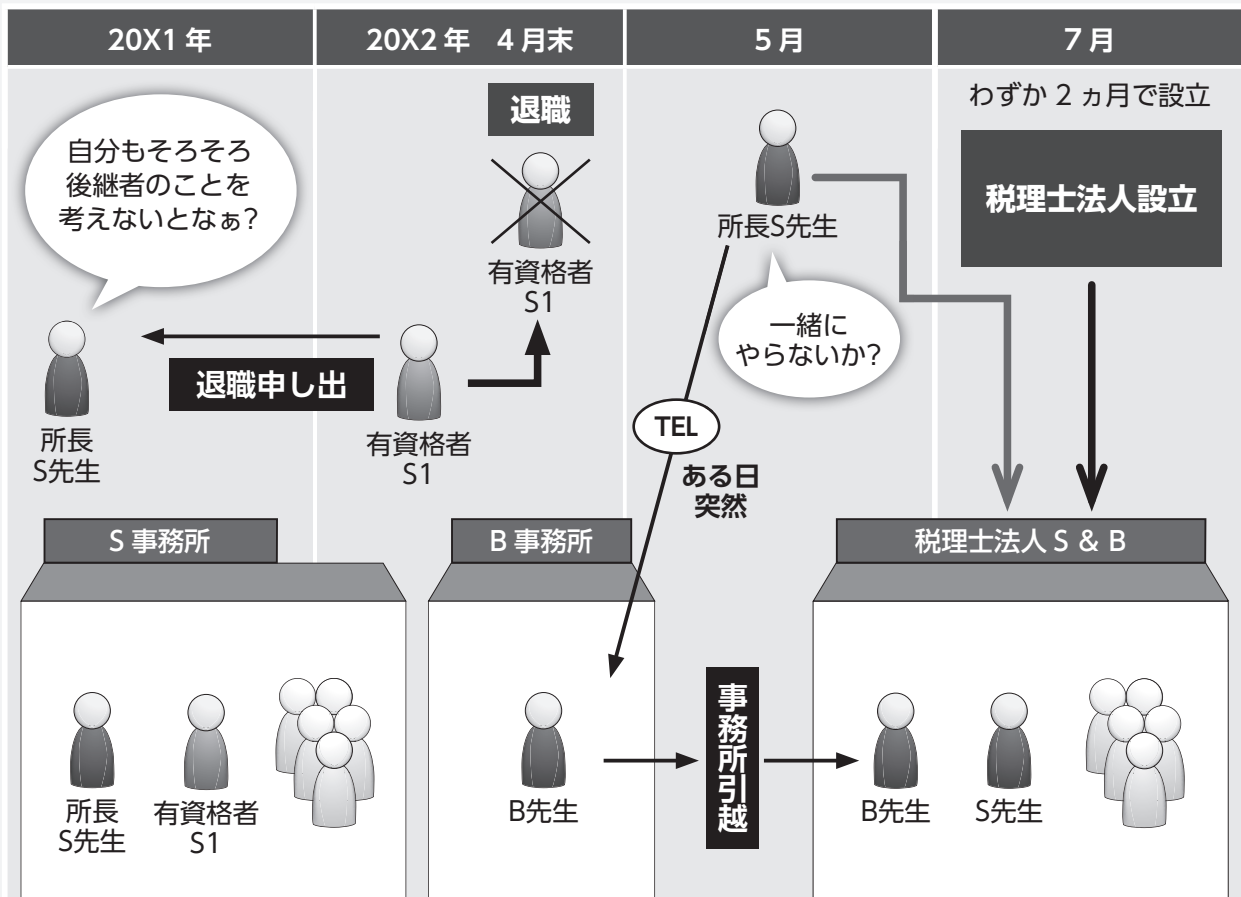 20X1 年
20X2 年 4 月末
5 月
7 月
自分もそろそろ
後継者のことを
考えないとなぁ?
所長
S先生
退職申し出
有資格者
S1
退職
有資格者
S1
所長S先生
一緒に
やらないか?
TEL
ある日
突然
わずか 2 ヵ月で設立
税理士法人設立
S 事務所
所長
S先生
有資格者
S1
B 事務所
B先生
事務所引越
税理士法人 S & B
B先生
S先生